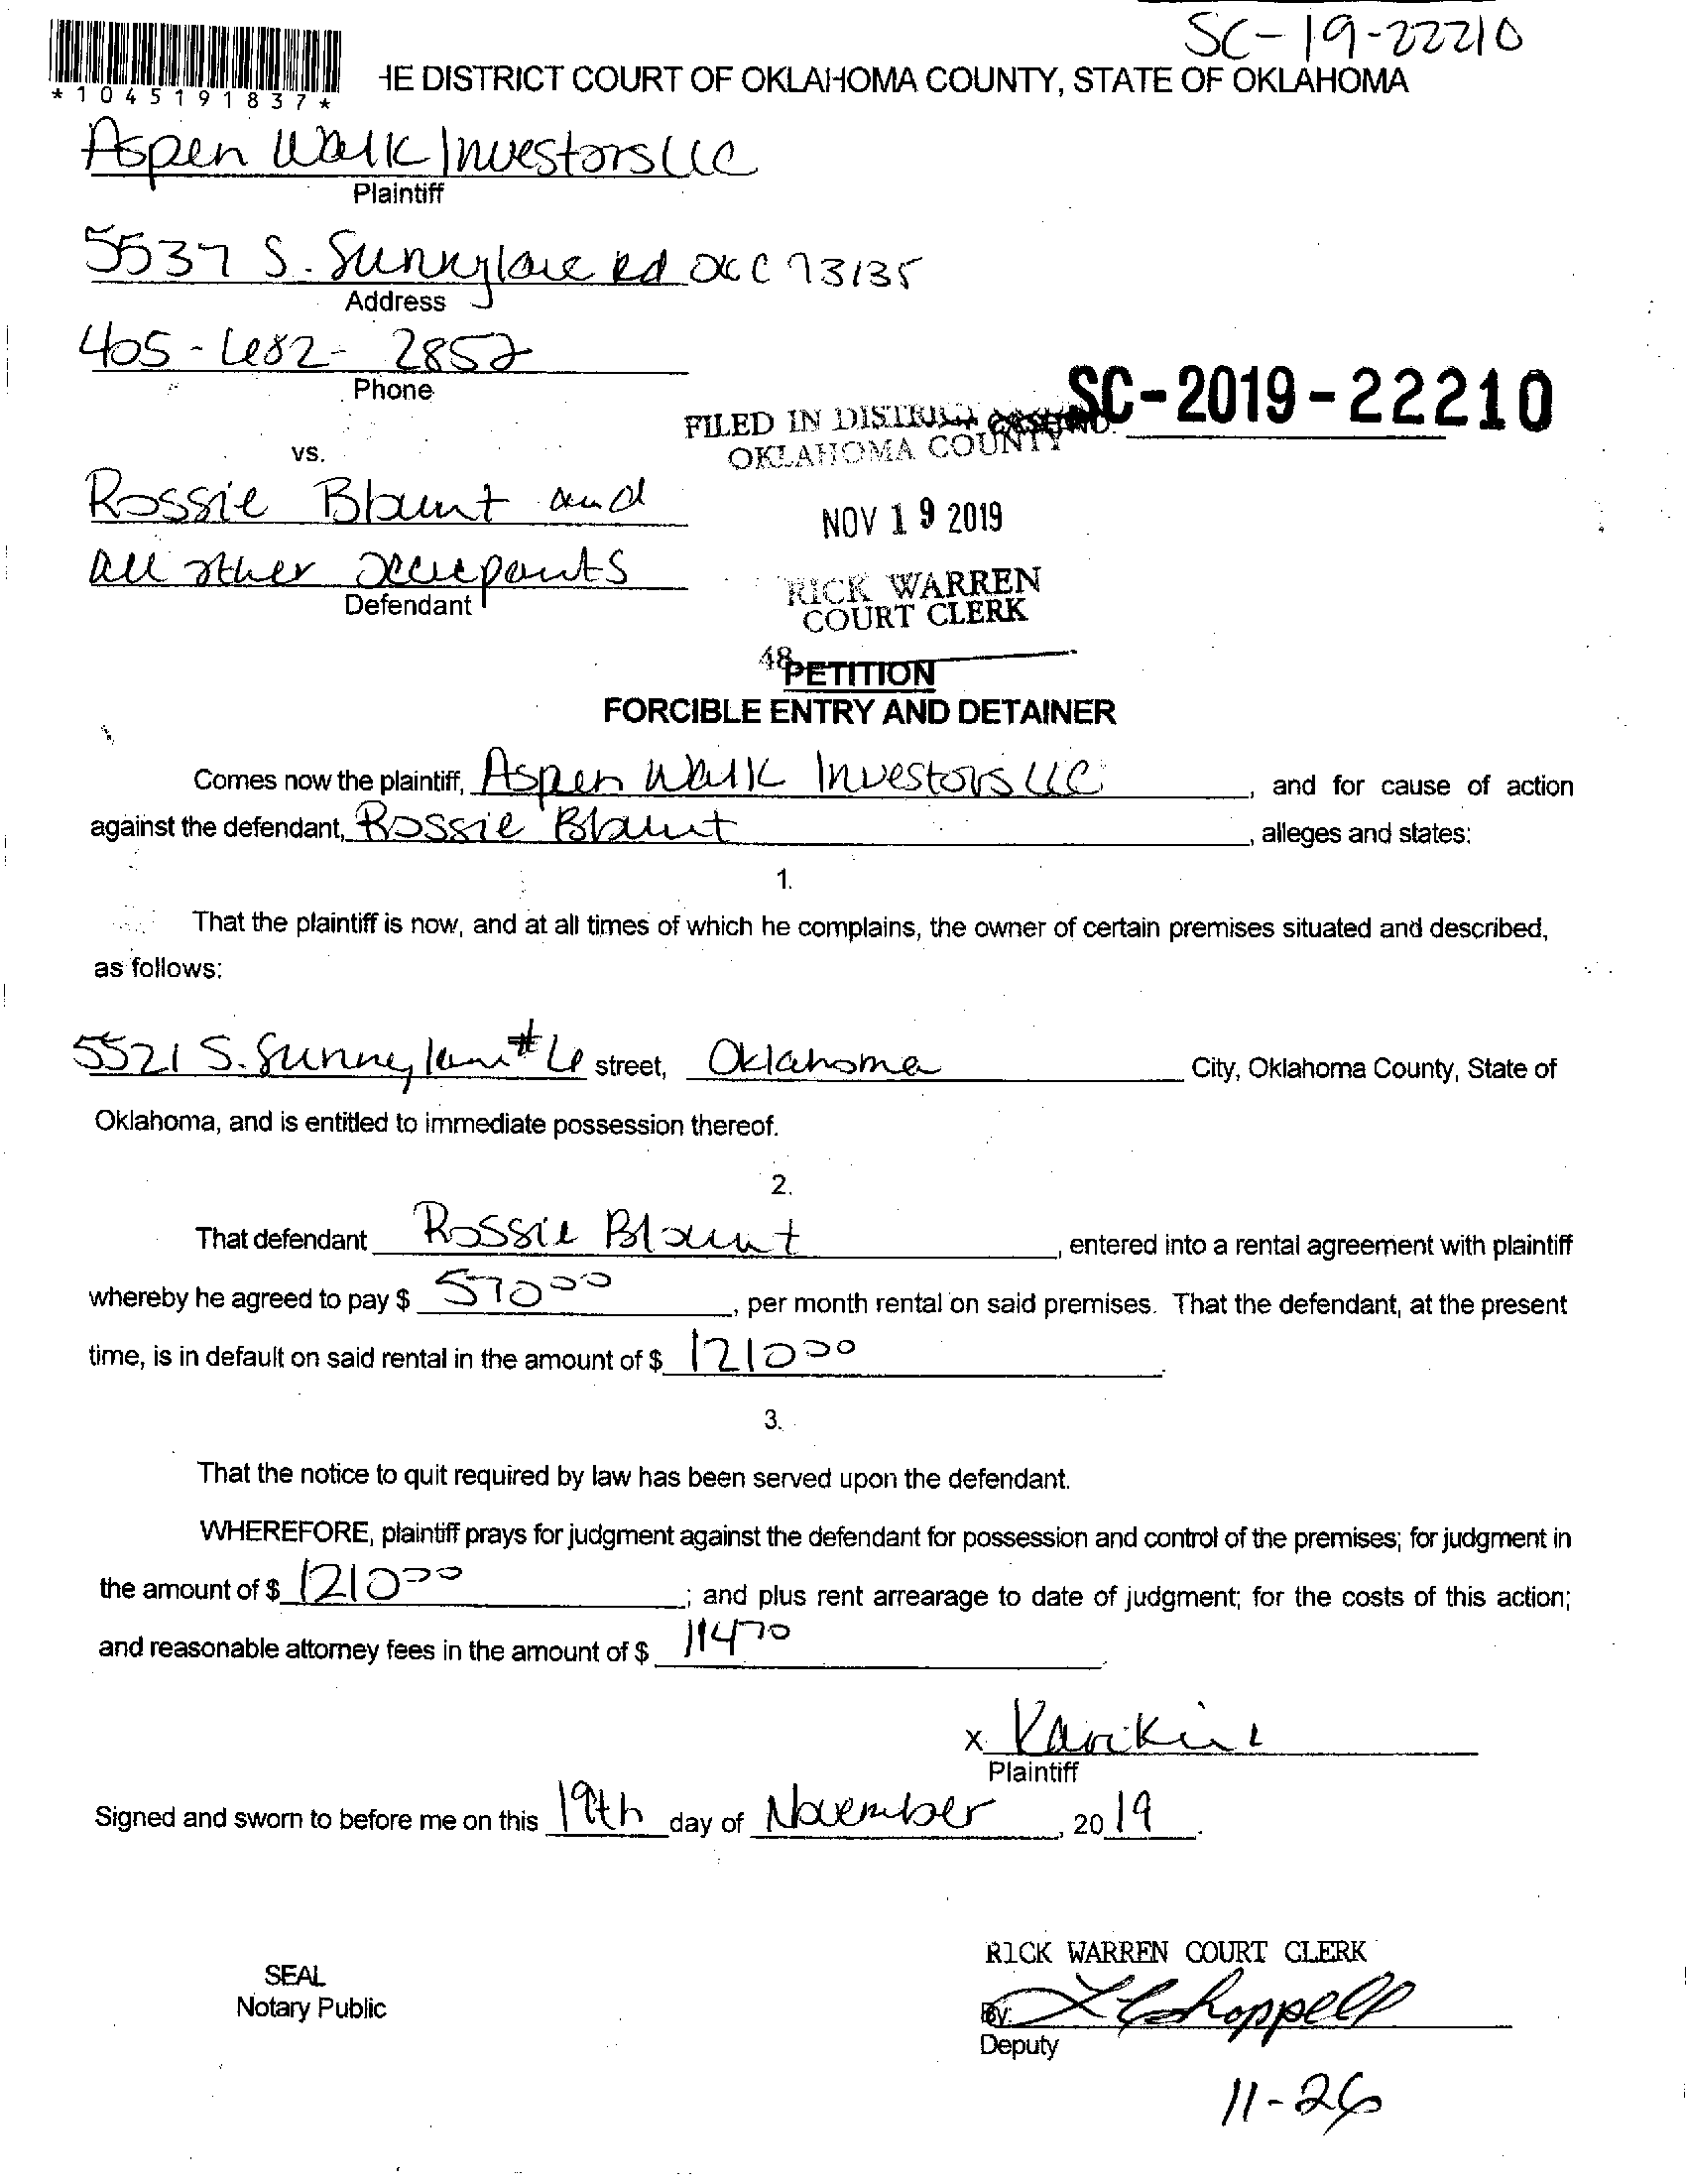 SC-19-22210
*1045191837*
HE DISTRICT COURT OF OKLAHOMA COUNTY, STATE OF OKLAHOMA
Aspen Walk Investors LLC
Plaintiff
5537 S. Sunnylane Rd OKC 73135
Address
405-682-2852
Phone
SC-2019-22210
FILED IN DISTRICT COURT
OKLAHOMA COUNTY
vs.
Rossie Blount and
NOV 19 2019
all other occupants
Defendant
RICK WARREN
COURT CLERK
48
PETITION
FORCIBLE ENTRY AND DETAINER
Comes now the plaintiff, Aspen Walk Investors LLC, and for cause of action
against the defendant, Rossie Blount, alleges and states:
1.
That the plaintiff is now, and at all times of which he complains, the owner of certain premises situated and described,
as follows:
5521 S. Sunnylane #6 street, Oklahoma City, Oklahoma County, State of
Oklahoma, and is entitled to immediate possession thereof.
2.
That defendant Rossie Blount, entered into a rental agreement with plaintiff
whereby he agreed to pay $ 570 00, per month rental on said premises. That the defendant, at the present
time, is in default on said rental in the amount of $ 1210 00.
3.
That the notice to quit required by law has been served upon the defendant.
WHEREFORE, plaintiff prays for judgment against the defendant for possession and control of the premises; for judgment in
the amount of $ 1210 00; and plus rent arrearage to date of judgment; for the costs of this action;
and reasonable attorney fees in the amount of $ 114 70.
x
Plaintiff
Signed and sworn to before me on this 19th day of November, 2019.
RICK WARREN COURT CLERK
SEAL
Notary Public
By:
Deputy
11-26